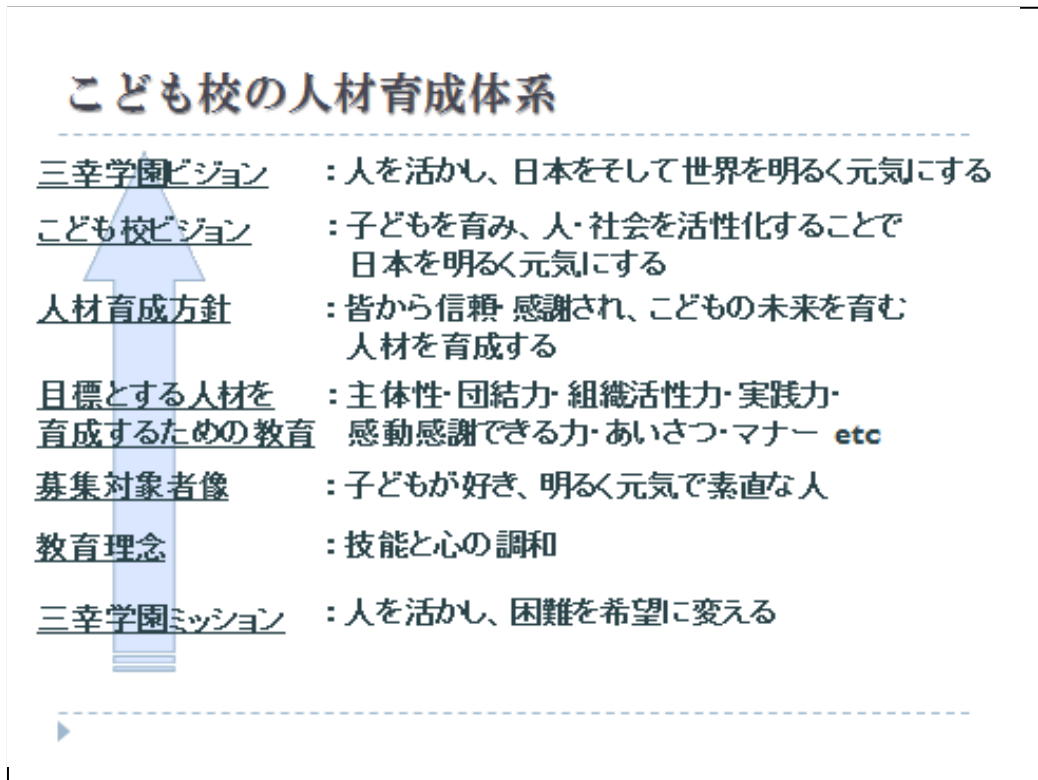 こども校の人材育成体系
三幸学園ビジョン ：人を活かし、日本をそして世界を明るく元気にする
こども校ビジョン ：子どもを育み、人・社会を活性化することで
日本を明るく元気にする
人材育成方針 ：皆から信頼・感謝され、こどもの未来を育む
人材を育成する
目標とする人材を ：主体性・団結力・組織活性力・実践力・
育成するための教育 感動感謝できる力・あいさつ・マナー etc
募集対象者像 ：子どもが好き、明るく元気で素直な人
教育理念 ：技能と心の調和
三幸学園ミッション ：人を活かし、困難を希望に変える